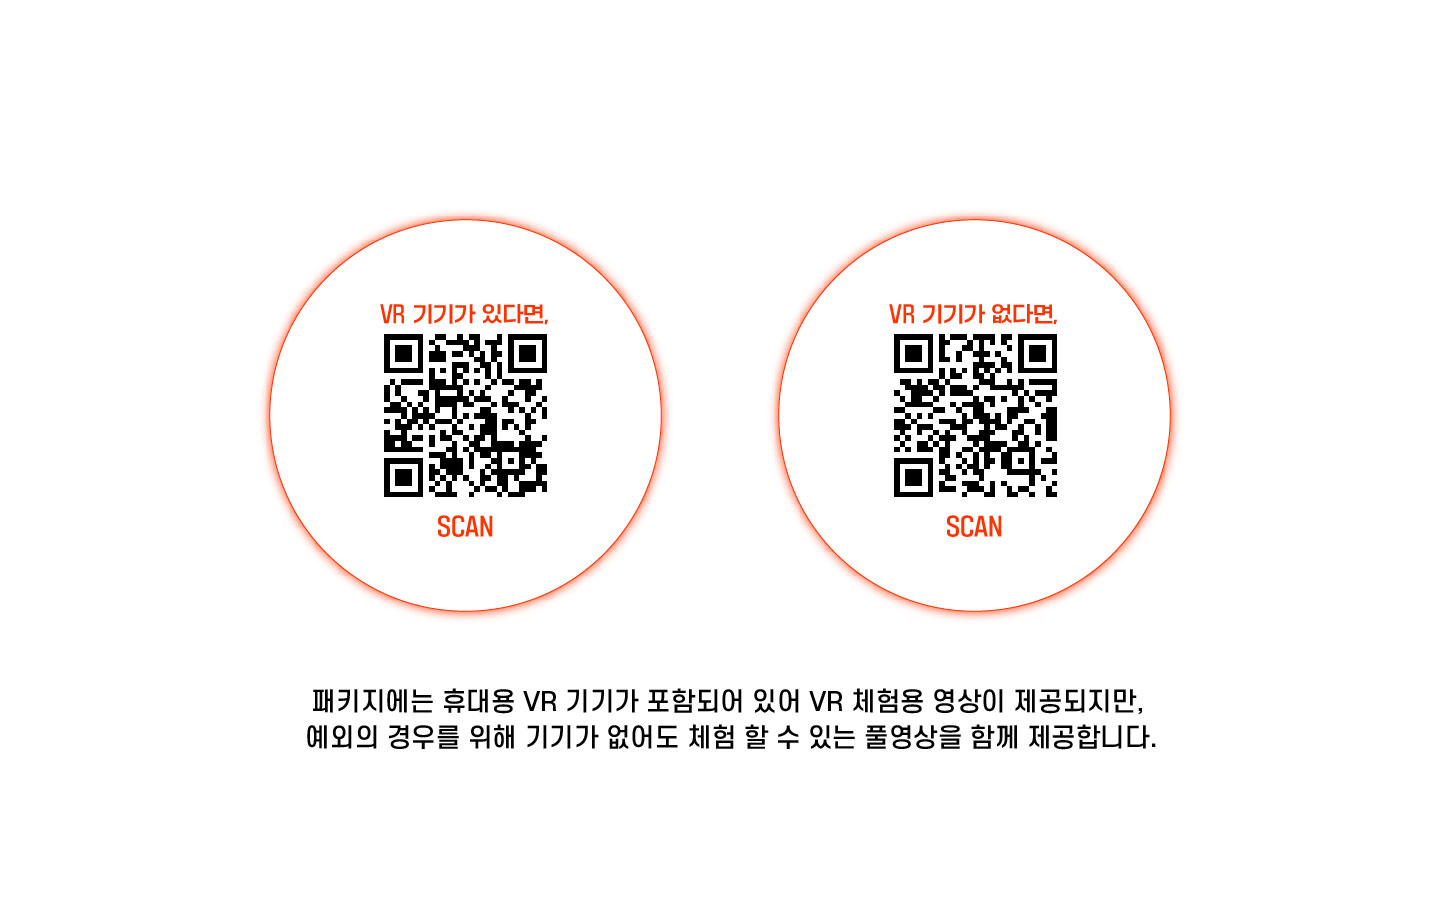 VR 기기가 있다면,
SCAN
VR 기기가 없다면,
SCAN
패키지에는 휴대용 VR 기기가 포함되어 있어 VR 체험용 영상이 제공되지만,
예외의 경우를 위해 기기가 없어도 체험 할 수 있는 풀영상을 함께 제공합니다.